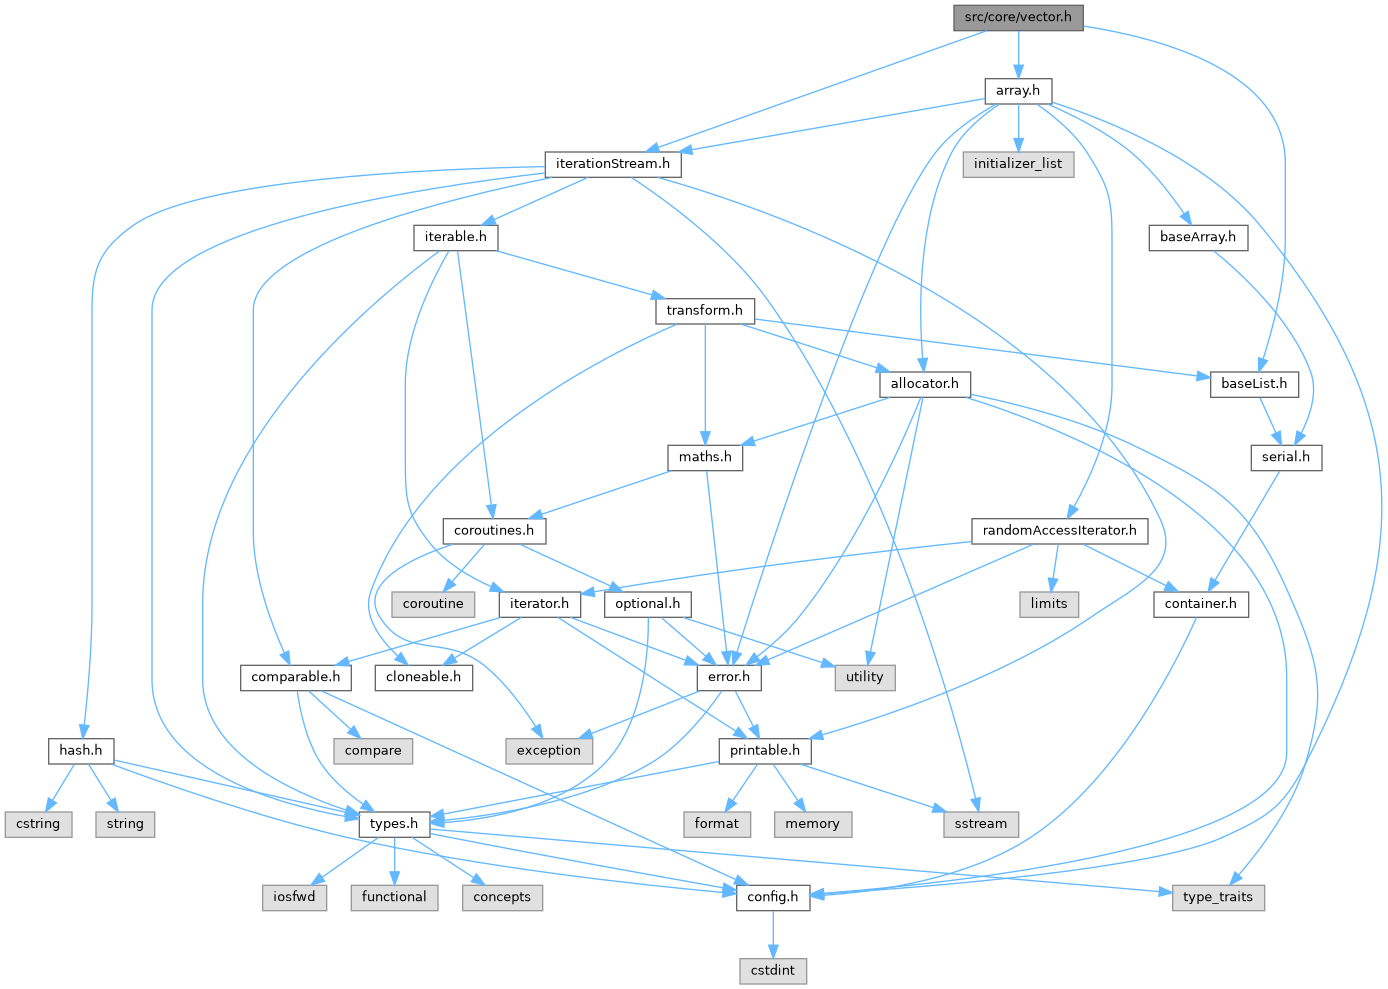 src/core/vector.h
array.h
iterationStream.h
initializer_list
iterable.h
baseArray.h
transform.h
allocator.h
baseList.h
maths.h
serial.h
coroutines.h
randomAccessIterator.h
coroutine
iterator.h
optional.h
limits
container.h
comparable.h
cloneable.h
error.h
utility
hash.h
compare
exception
printable.h
cstring
string
types.h
format
memory
sstream
iosfwd
functional
concepts
config.h
type_traits
cstdint